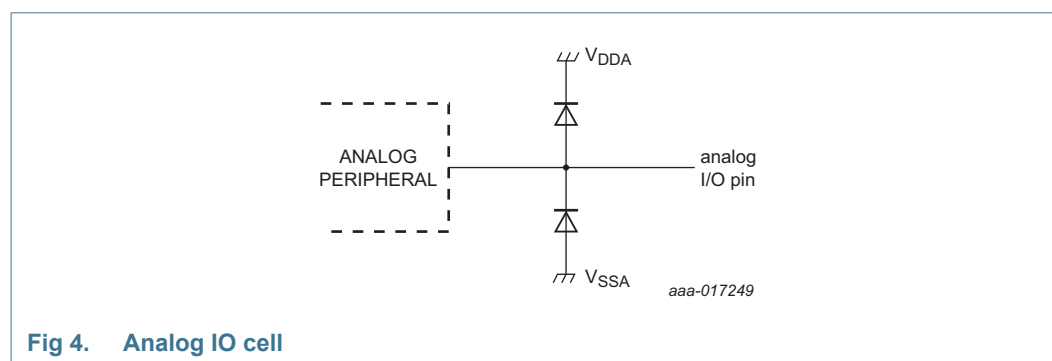 VDDA
ANALOG
PERIPHERAL
analog
I/O pin
VSSA
aaa-017249
Fig 4. Analog IO cell